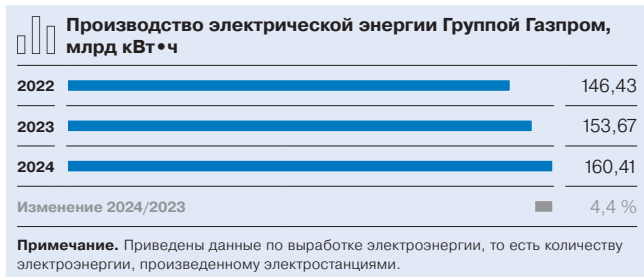 Производство электрической энергии Группой Газпром,
млрд кВт•ч
2022 146,43
2023 153,67
2024 160,41
Изменение 2024/2023 4,4 %
Примечание. Приведены данные по выработке электроэнергии, то есть количеству
электроэнергии, произведенному электростанциями.